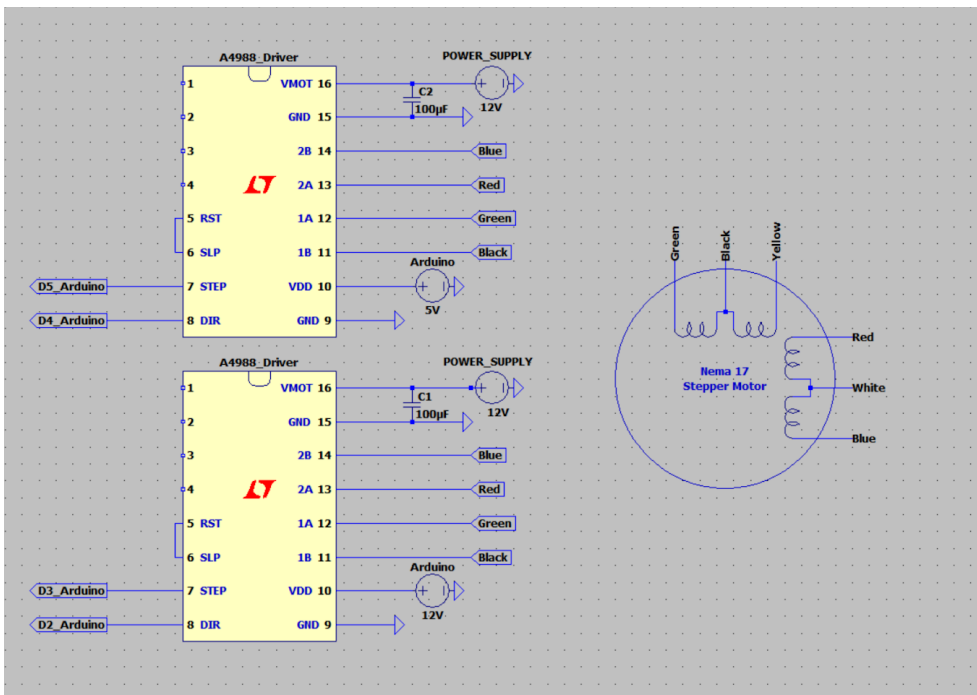 A4988_Driver
POWER_SUPPLY
1
VMOT 16
C2
100µF
12V
2
GND 15
3
2B 14
Blue
4
2A 13
Red
5 RST
1A 12
Green
6 SLP
1B 11
Black
Arduino
D5_Arduino
7 STEP
VDD 10
5V
D4_Arduino
8 DIR
GND 9
A4988_Driver
POWER_SUPPLY
1
VMOT 16
C1
100µF
12V
2
GND 15
3
2B 14
Blue
4
2A 13
Red
5 RST
1A 12
Green
6 SLP
1B 11
Black
Arduino
D3_Arduino
7 STEP
VDD 10
12V
D2_Arduino
8 DIR
GND 9
Green
Black
Yellow
Red
Nema 17
Stepper Motor
White
Blue